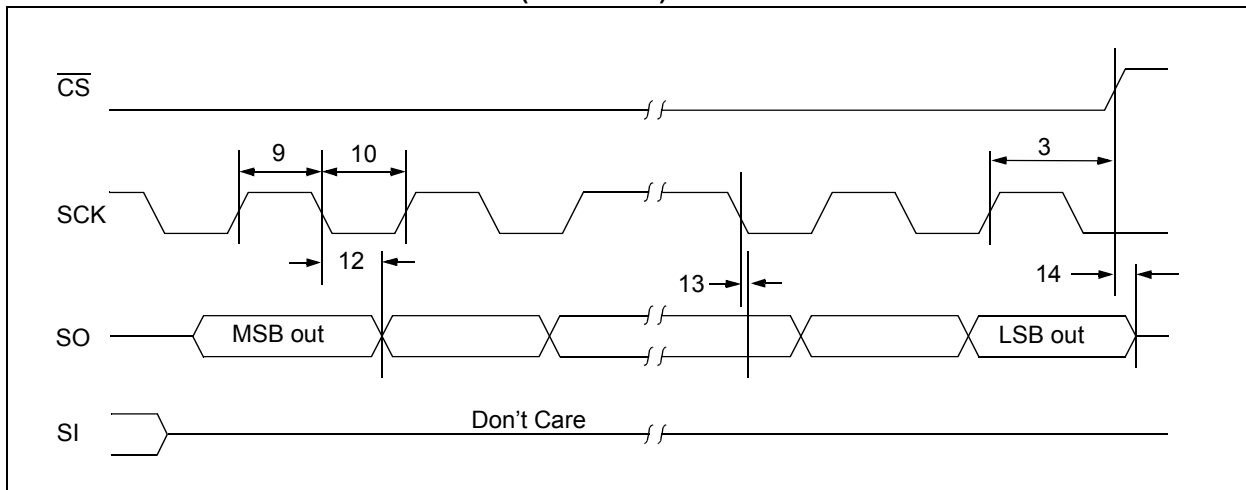 CS
9
10
3
SCK
12
13
14
SO
MSB out
LSB out
SI
Don't Care